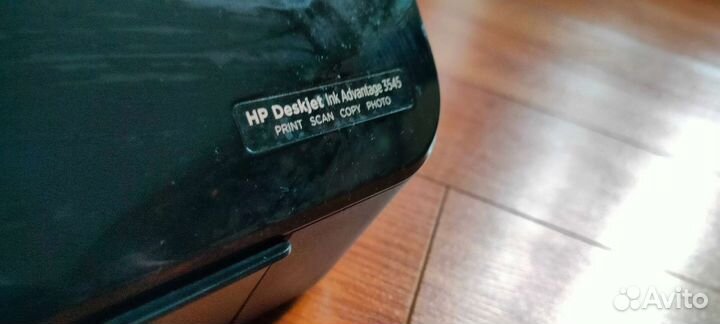 HP Deskjet Ink Advantage 3545
PRINT SCAN COPY PHOTO
Avito